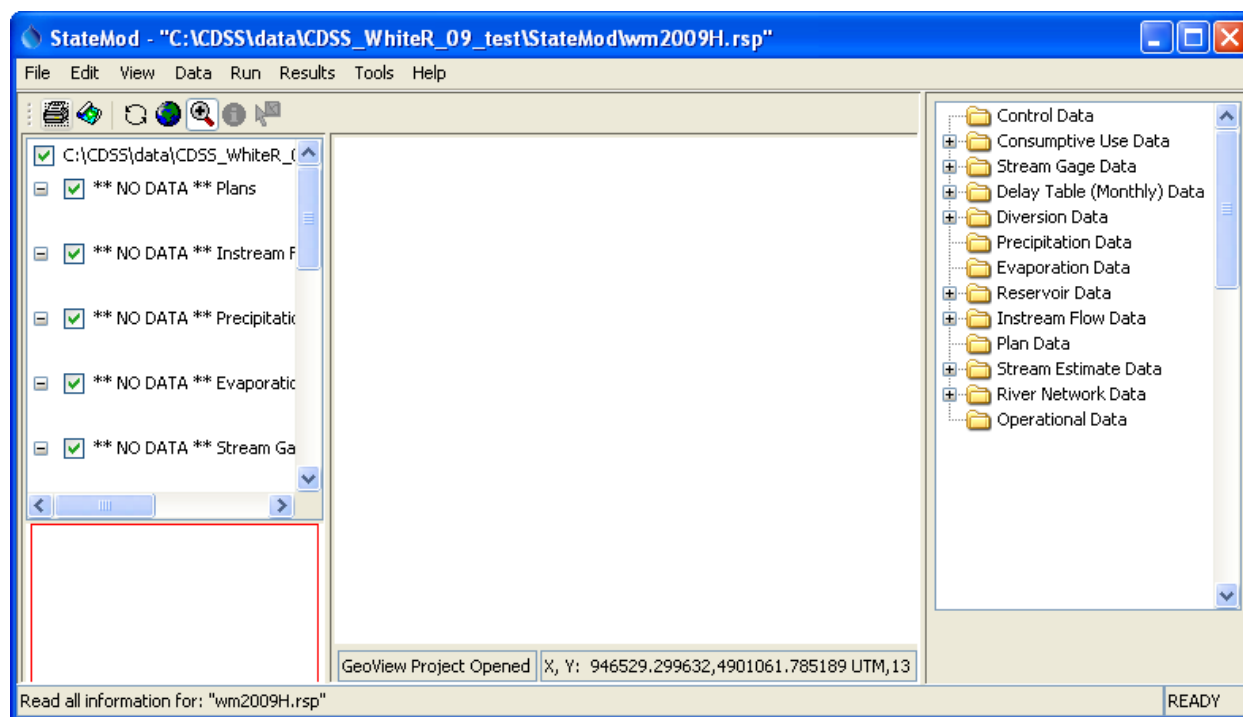 StateMod - "C:\CDSS\data\CDSS_WhiteR_09_test\StateMod\wm2009H.rsp"
File Edit View Data Run Results Tools Help
C:\CDSS\data\CDSS_WhiteR_
** NO DATA ** Plans
** NO DATA ** Instream F
** NO DATA ** Precipitatic
** NO DATA ** Evaporatic
** NO DATA ** Stream Ga
Control Data
Consumptive Use Data
Stream Gage Data
Delay Table (Monthly) Data
Diversion Data
Precipitation Data
Evaporation Data
Reservoir Data
Instream Flow Data
Plan Data
Stream Estimate Data
River Network Data
Operational Data
GeoView Project Opened X, Y: 946529.299632,4901061.785189 UTM,13
Read all information for: "wm2009H.rsp" READY